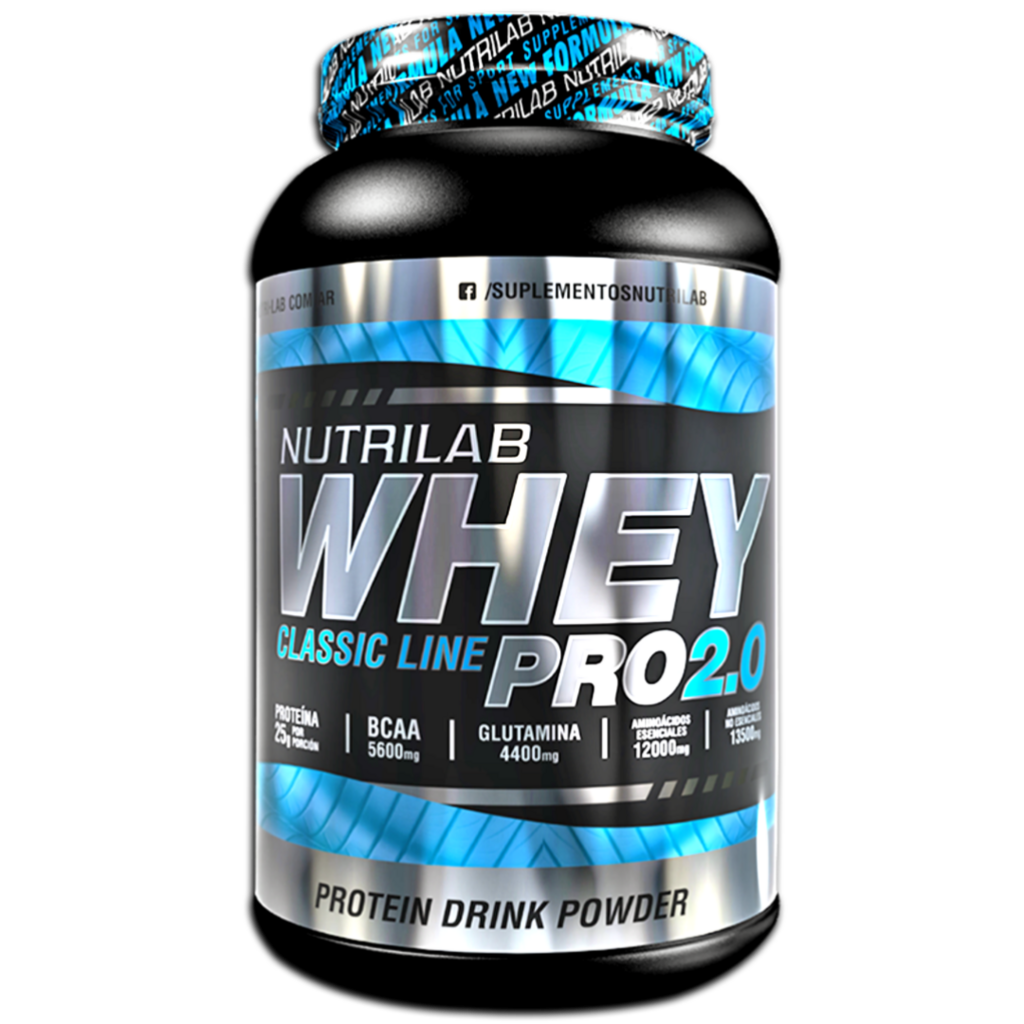 NEW FORMULA NUTRILAB FOR SPORT SUPPLEMENTS
/SUPLEMENTOSNUTRILAB
NUTRILAB
WHEY
CLASSIC LINE PRO2.0
PROTEÍNA
25g POR PORCIÓN
BCAA
5600mg
GLUTAMINA
4400mg
AMINOÁCIDOS
ESENCIALES
12000mg
AMINOÁCIDOS
NO ESENCIALES
13500mg
PROTEIN DRINK POWDER